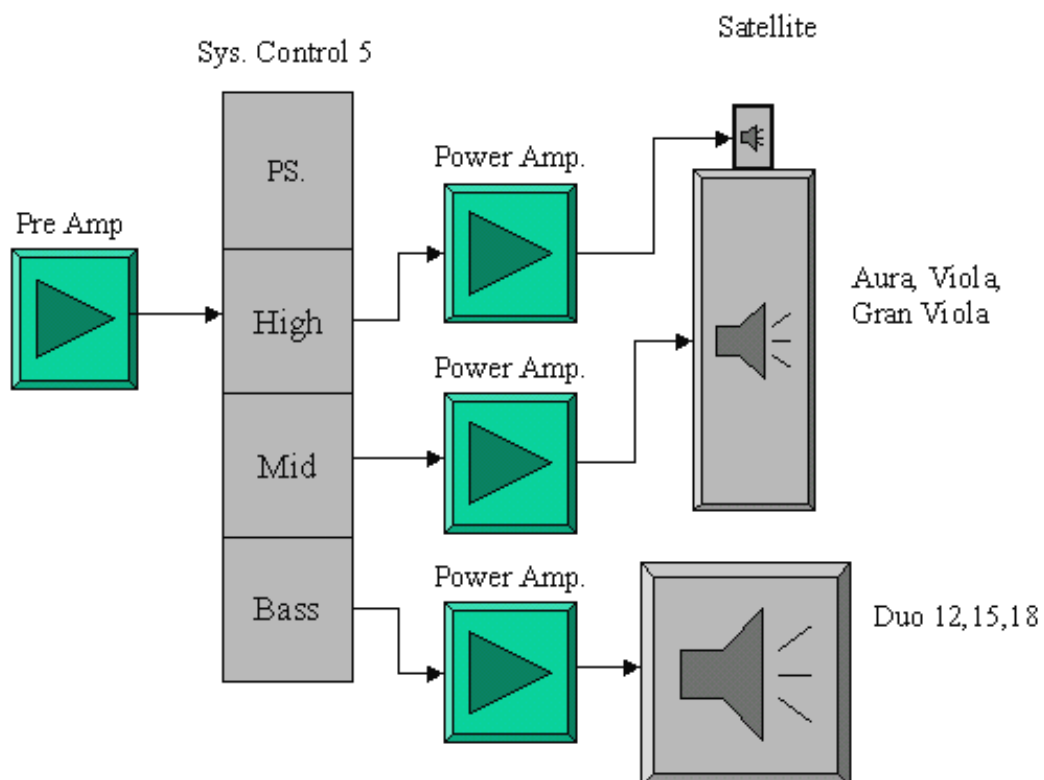 Satellite
Sys. Control 5
PS.
Power Amp.
Pre Amp
High
Aura, Viola,
Gran Viola
Power Amp.
Mid
Power Amp.
Bass
Duo 12,15,18